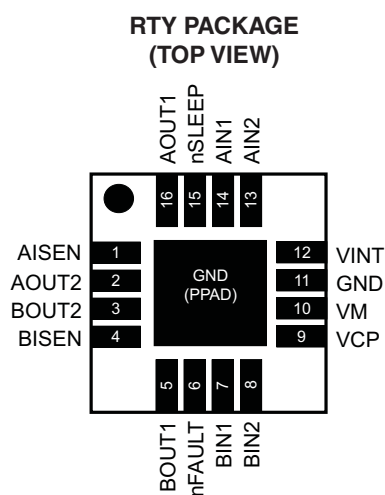 RTY PACKAGE
(TOP VIEW)
AOUT1
nSLEEP
AIN1
AIN2
16
15
14
13
AISEN 1
AOUT2 2
BOUT2 3
BISEN 4
GND
(PPAD)
12 VINT
11 GND
10 VM
9 VCP
5
6
7
8
BOUT1
nFAULT
BIN1
BIN2